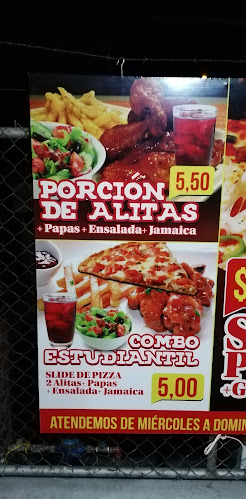 PORCIÓN
5,50
DE ALITAS
+ Papas + Ensalada + Jamaica
COMBO
ESTUDIANTIL
SLIDE DE PIZZA
2 Alitas + Papas
+ Ensalada + Jamaica
5,00
ATENDEMOS DE MIÉRCOLES A DOMIN